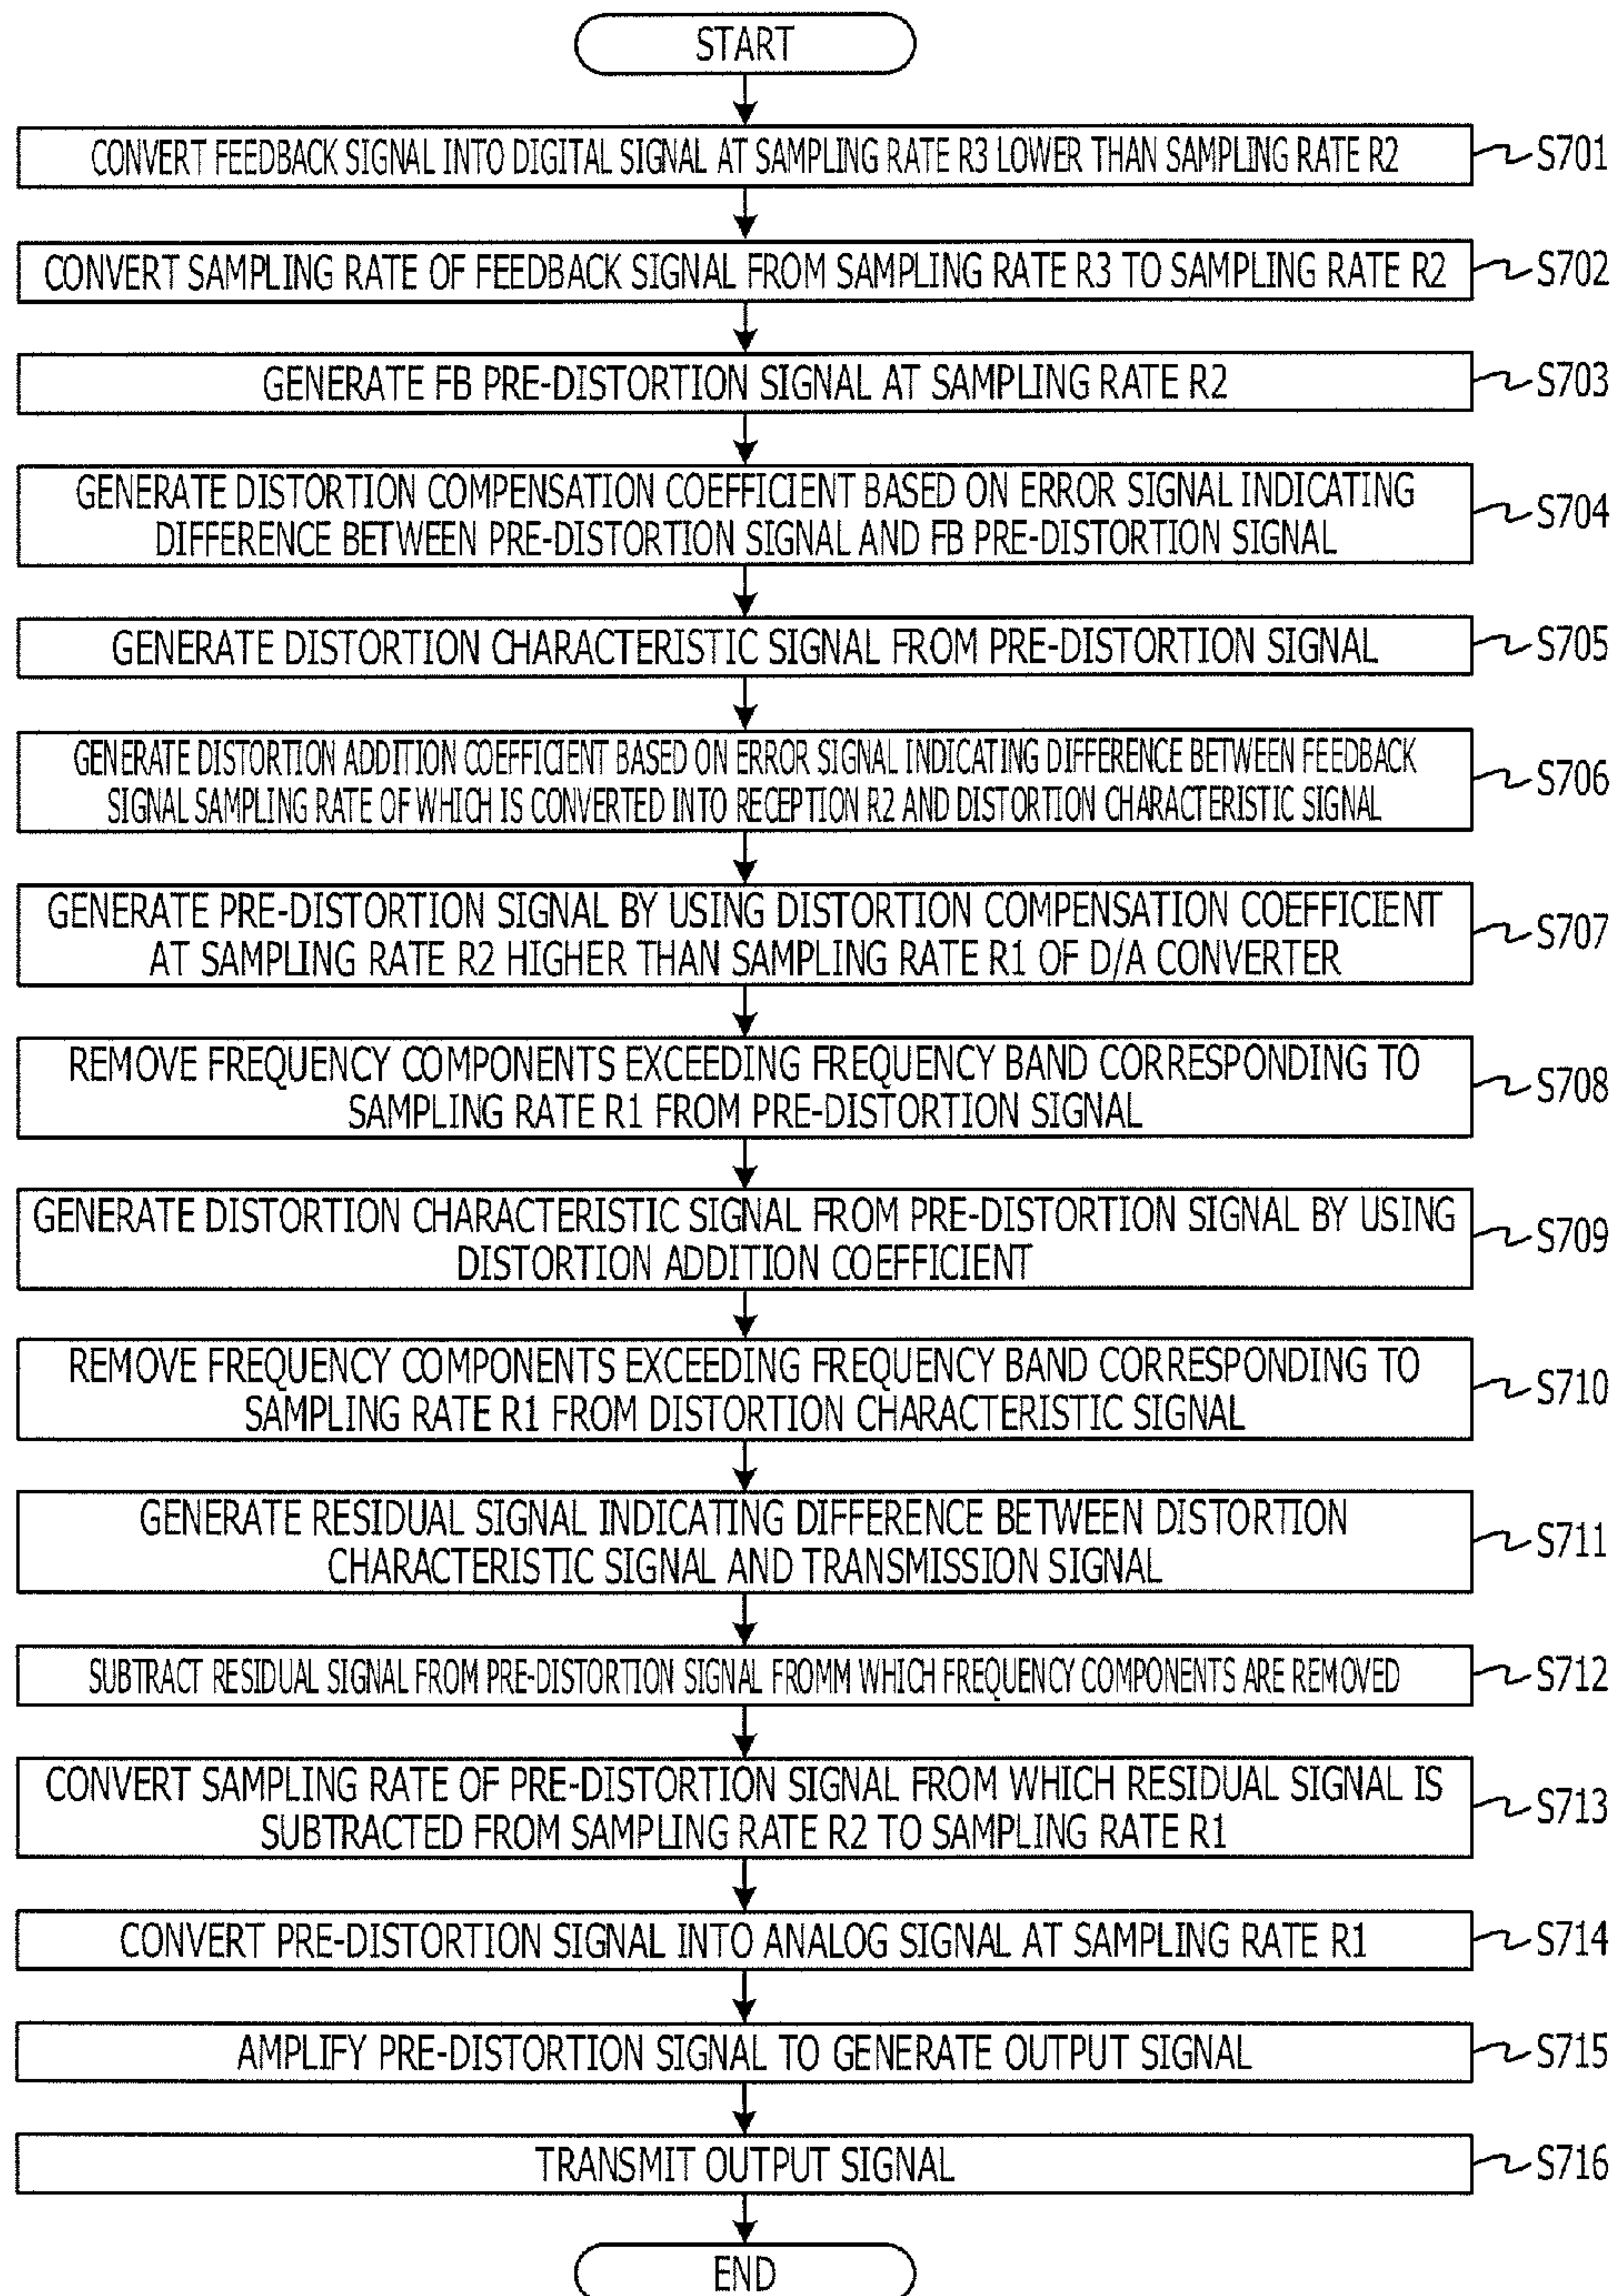 START
CONVERT FEEDBACK SIGNAL INTO DIGITAL SIGNAL AT SAMPLING RATE R3 LOWER THAN SAMPLING RATE R2
S701
CONVERT SAMPLING RATE OF FEEDBACK SIGNAL FROM SAMPLING RATE R3 TO SAMPLING RATE R2
S702
GENERATE FB PRE-DISTORTION SIGNAL AT SAMPLING RATE R2
S703
GENERATE DISTORTION COMPENSATION COEFFICIENT BASED ON ERROR SIGNAL INDICATING
DIFFERENCE BETWEEN PRE-DISTORTION SIGNAL AND FB PRE-DISTORTION SIGNAL
S704
GENERATE DISTORTION CHARACTERISTIC SIGNAL FROM PRE-DISTORTION SIGNAL
S705
GENERATE DISTORTION ADDITION COEFFICIENT BASED ON ERROR SIGNAL INDICATING DIFFERENCE BETWEEN FEEDBACK
SIGNAL SAMPLING RATE OF WHICH IS CONVERTED INTO RECEPTION R2 AND DISTORTION CHARACTERISTIC SIGNAL
S706
GENERATE PRE-DISTORTION SIGNAL BY USING DISTORTION COMPENSATION COEFFICIENT
AT SAMPLING RATE R2 HIGHER THAN SAMPLING RATE R1 OF D/A CONVERTER
S707
REMOVE FREQUENCY COMPONENTS EXCEEDING FREQUENCY BAND CORRESPONDING TO
SAMPLING RATE R1 FROM PRE-DISTORTION SIGNAL
S708
GENERATE DISTORTION CHARACTERISTIC SIGNAL FROM PRE-DISTORTION SIGNAL BY USING
DISTORTION ADDITION COEFFICIENT
S709
REMOVE FREQUENCY COMPONENTS EXCEEDING FREQUENCY BAND CORRESPONDING TO
SAMPLING RATE R1 FROM DISTORTION CHARACTERISTIC SIGNAL
S710
GENERATE RESIDUAL SIGNAL INDICATING DIFFERENCE BETWEEN DISTORTION
CHARACTERISTIC SIGNAL AND TRANSMISSION SIGNAL
S711
SUBTRACT RESIDUAL SIGNAL FROM PRE-DISTORTION SIGNAL FROMM WHICH FREQUENCY COMPONENTS ARE REMOVED
S712
CONVERT SAMPLING RATE OF PRE-DISTORTION SIGNAL FROM WHICH RESIDUAL SIGNAL IS
SUBTRACTED FROM SAMPLING RATE R2 TO SAMPLING RATE R1
S713
CONVERT PRE-DISTORTION SIGNAL INTO ANALOG SIGNAL AT SAMPLING RATE R1
S714
AMPLIFY PRE-DISTORTION SIGNAL TO GENERATE OUTPUT SIGNAL
S715
TRANSMIT OUTPUT SIGNAL
S716
END